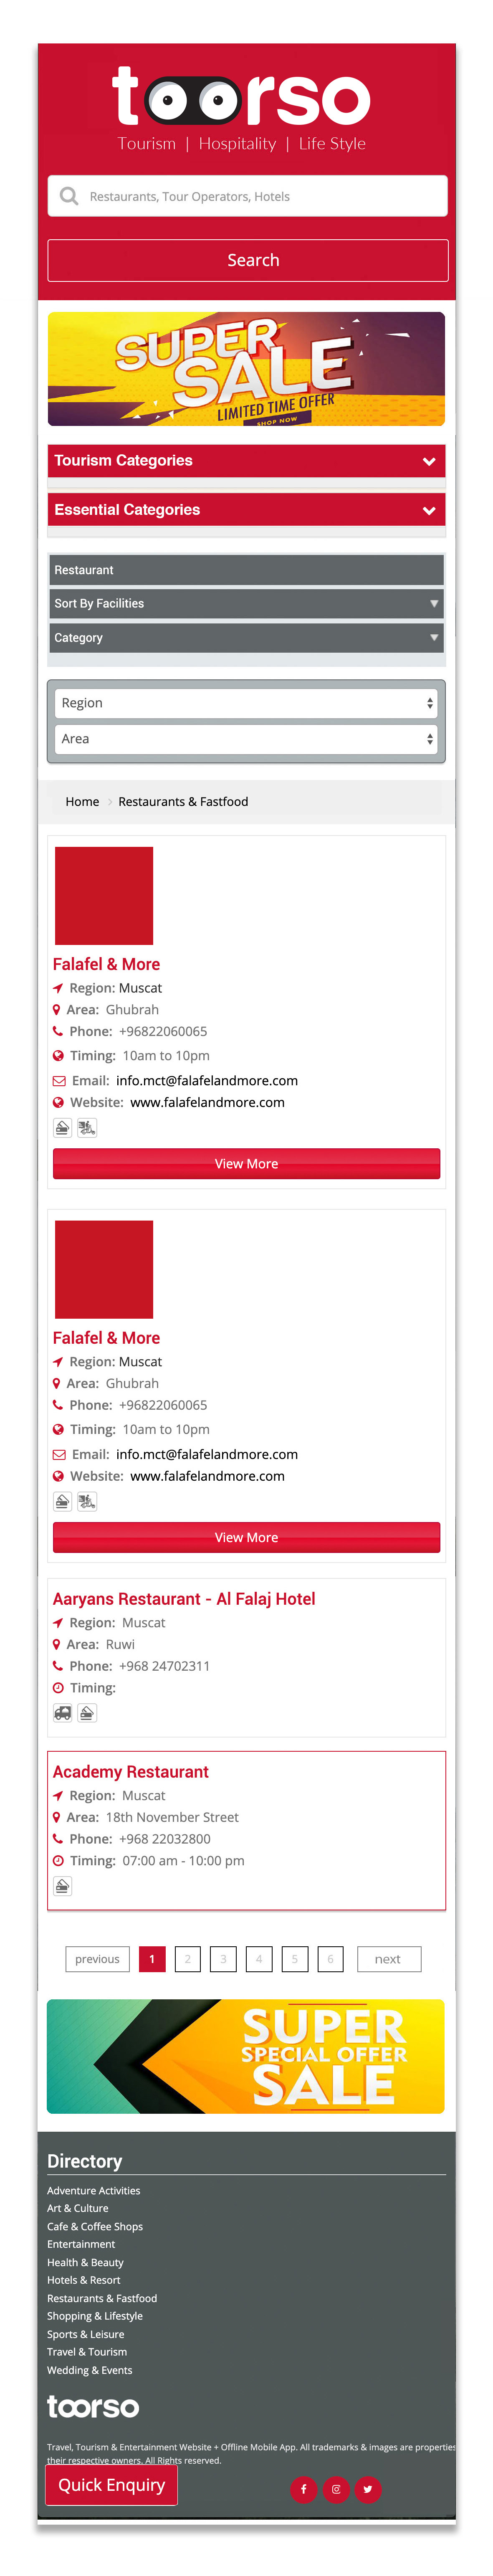 toorso
Tourism | Hospitality | Life Style
Restaurants, Tour Operators, Hotels
Search
SUPER
SALE
LIMITED TIME OFFER
SHOP NOW
Tourism Categories
Essential Categories
Restaurant
Sort By Facilities
Category
Region
Area
Home > Restaurants & Fastfood
Falafel & More
Region: Muscat
Area: Ghubrah
Phone: +96822060065
Timing: 10am to 10pm
Email: info.mct@falafelandmore.com
Website: www.falafelandmore.com
View More
Falafel & More
Region: Muscat
Area: Ghubrah
Phone: +96822060065
Timing: 10am to 10pm
Email: info.mct@falafelandmore.com
Website: www.falafelandmore.com
View More
Aaryans Restaurant - Al Falaj Hotel
Region: Muscat
Area: Ruwi
Phone: +968 24702311
Timing:
Academy Restaurant
Region: Muscat
Area: 18th November Street
Phone: +968 22032800
Timing: 07:00 am - 10:00 pm
previous 1 2 3 4 5 6 next
SUPER
SPECIAL OFFER
SALE
Directory
Adventure Activities
Art & Culture
Cafe & Coffee Shops
Entertainment
Health & Beauty
Hotels & Resort
Restaurants & Fastfood
Shopping & Lifestyle
Sports & Leisure
Travel & Tourism
Wedding & Events
toorso
Travel, Tourism & Entertainment Website + Offline Mobile App. All trademarks & images are properties
their respective owners. All Rights reserved.
Quick Enquiry